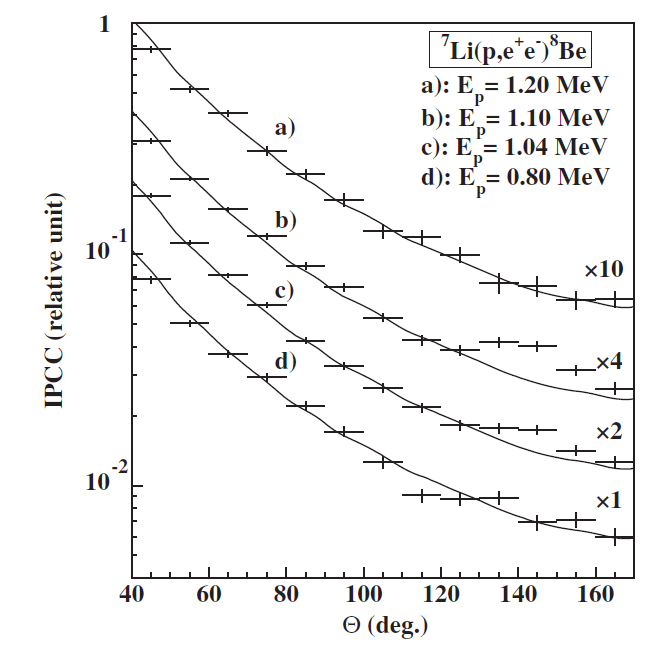 1
⁷Li(p,e⁺e⁻)⁸Be
a): Eₚ= 1.20 MeV
b): Eₚ= 1.10 MeV
c): Eₚ= 1.04 MeV
d): Eₚ= 0.80 MeV
a)
b)
c)
d)
×10
×4
×2
×1
10⁻¹
10⁻²
IPCC (relative unit)
40 60 80 100 120 140 160
Θ (deg.)